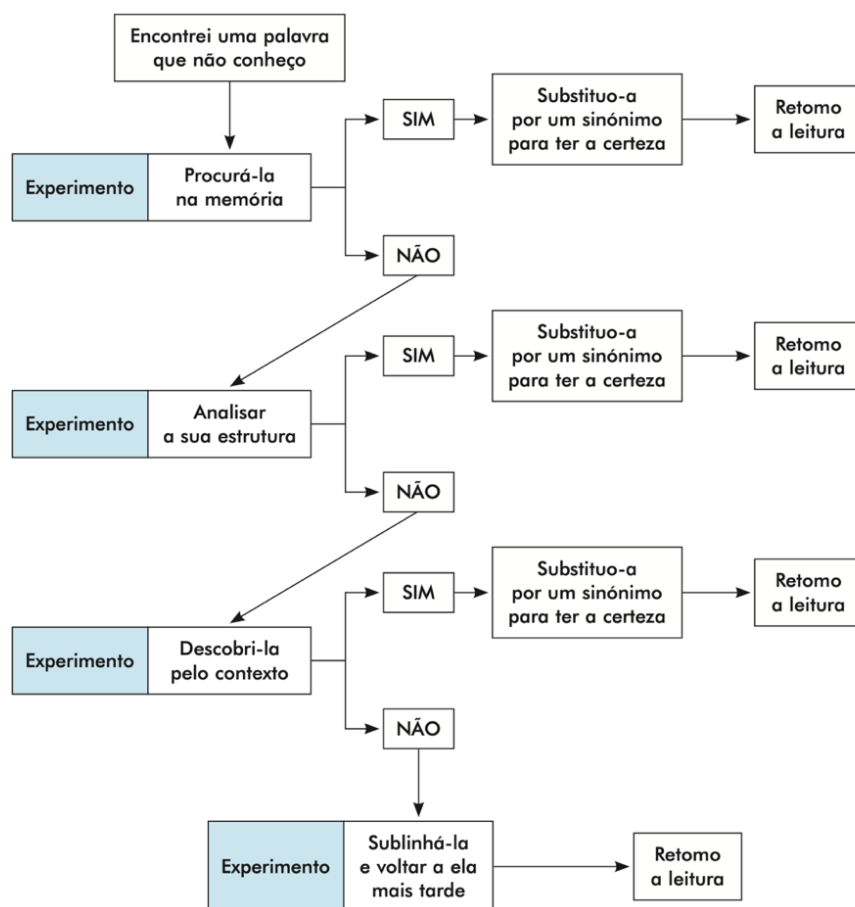 Encontrei uma palavra
que não conheço
SIM
Substituo-a
por um sinónimo
para ter a certeza
Retomo
a leitura
Experimento
Procurá-la
na memória
NÃO
SIM
Substituo-a
por um sinónimo
para ter a certeza
Retomo
a leitura
Experimento
Analisar
a sua estrutura
NÃO
SIM
Substituo-a
por um sinónimo
para ter a certeza
Retomo
a leitura
Experimento
Descobri-la
pelo contexto
NÃO
Experimento
Sublinhá-la
e voltar a ela
mais tarde
Retomo
a leitura